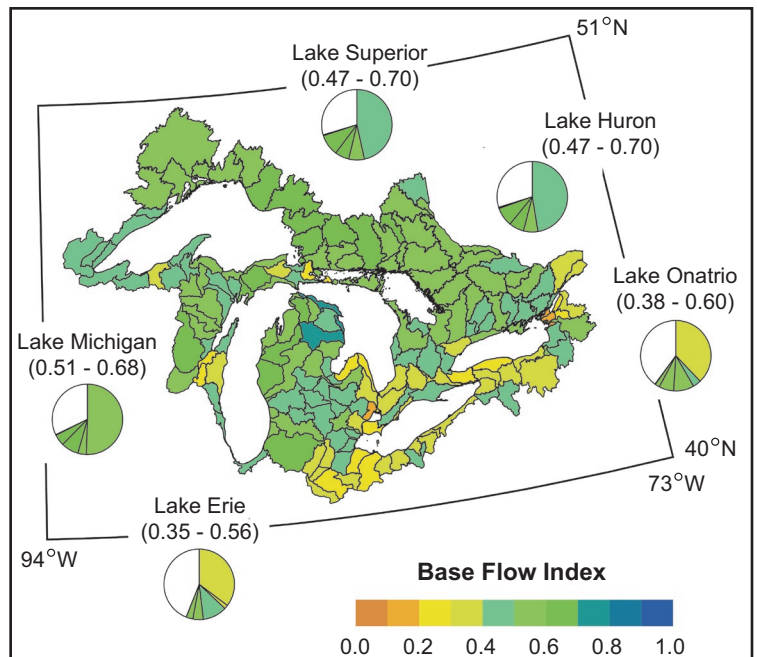 51°N
Lake Superior
(0.47 - 0.70)
Lake Huron
(0.47 - 0.70)
Lake Onatrio
(0.38 - 0.60)
Lake Michigan
(0.51 - 0.68)
40°N
73°W
Lake Erie
(0.35 - 0.56)
94°W
Base Flow Index
0.0 0.2 0.4 0.6 0.8 1.0